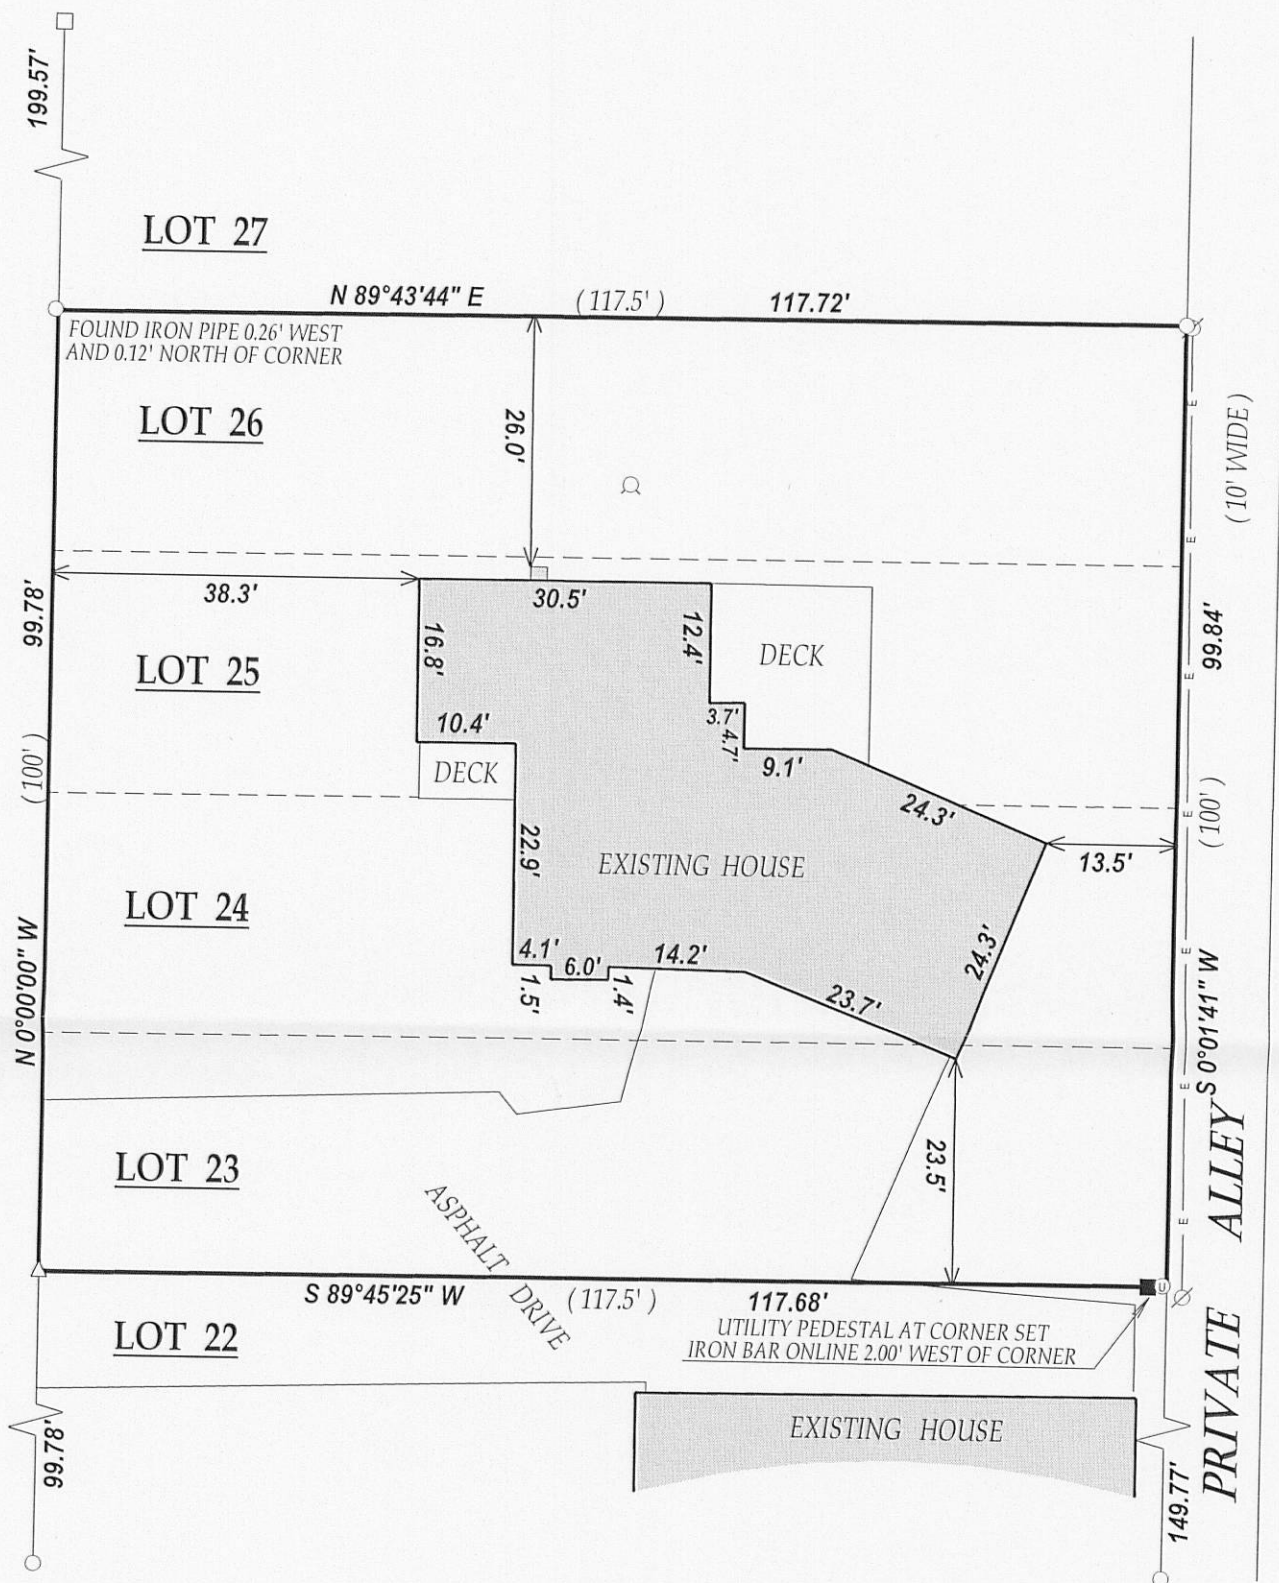 199.57'
LOT 27
N 89°43'44" E (117.5') 117.72'
FOUND IRON PIPE 0.26' WEST
AND 0.12' NORTH OF CORNER
LOT 26
26.0'
(10' WIDE)
38.3'
30.5'
99.78'
16.8'
12.4'
DECK
99.84'
LOT 25
10.4'
3.7'
4.7'
9.1'
DECK
(100')
24.3'
(100')
22.9'
EXISTING HOUSE
13.5'
LOT 24
N 0°00'00" W
4.1'
6.0'
14.2'
1.5'
1.4'
23.7'
24.3'
S 0°01'41" W
E
E
E
E
E
E
E
LOT 23
23.5'
ASPHALT DRIVE
PRIVATE ALLEY
S 89°45'25" W (117.5') 117.68'
U
LOT 22
UTILITY PEDESTAL AT CORNER SET
IRON BAR ONLINE 2.00' WEST OF CORNER
EXISTING HOUSE
99.78'
149.77'